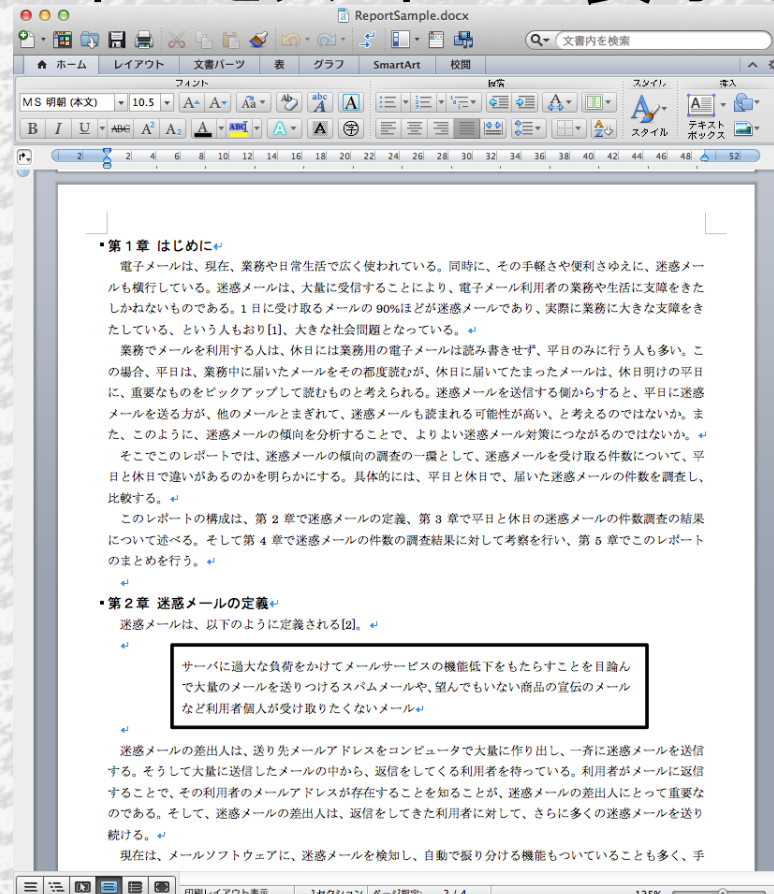 ReportSample.docx
文書内を検索
ホーム レイアウト 文書パーツ 表 グラフ SmartArt 校閲
フォント 段落 スタイル 挿入
MS 明朝 (本文) 10.5 A A Aa abc A A
B I U ABC A² A₂ A ABC A A 字 スタイル テキスト
ボックス
2 2 4 6 8 10 12 14 16 18 20 22 24 26 28 30 32 34 36 38 40 42 44 46 48 52
第1章 はじめに
電子メールは、現在、業務や日常生活で広く使われている。同時に、その手軽さや便利さゆえに、迷惑メー
ルも横行している。迷惑メールは、大量に受信することにより、電子メール利用者の業務や生活に支障をきた
しかねないものである。1日に受け取るメールの 90%ほどが迷惑メールであり、実際に業務に大きな支障をき
たしている、という人もおり[1]、大きな社会問題となっている。
業務でメールを利用する人は、休日には業務用の電子メールは読み書きせず、平日のみに行う人も多い。こ
の場合、平日は、業務中に届いたメールをその都度読むが、休日に届いてたまったメールは、休日明けの平日
に、重要なものをピックアップして読むものと考えられる。迷惑メールを送信する側からすると、平日に迷惑
メールを送る方が、他のメールとまぎれて、迷惑メールも読まれる可能性が高い、と考えるのではないか。ま
た、このように、迷惑メールの傾向を分析することで、よりよい迷惑メール対策につながるのではないか。
そこでこのレポートでは、迷惑メールの傾向の調査の一環として、迷惑メールを受け取る件数について、平
日と休日で違いがあるのかを明らかにする。具体的には、平日と休日で、届いた迷惑メールの件数を調査し、
比較する。
このレポートの構成は、第 2 章で迷惑メールの定義、第 3 章で平日と休日の迷惑メールの件数調査の結果
について述べる。そして第 4 章で迷惑メールの件数の調査結果に対して考察を行い、第 5 章でこのレポート
のまとめを行う。
第2章 迷惑メールの定義
迷惑メールは、以下のように定義される[2]。
サーバに過大な負荷をかけてメールサービスの機能低下をもたらすことを目論ん
で大量のメールを送りつけるスパムメールや、望んでもいない商品の宣伝のメール
など利用者個人が受け取りたくないメール
迷惑メールの差出人は、送り先メールアドレスをコンピュータで大量に作り出し、一斉に迷惑メールを送信
する。そうして大量に送信したメールの中から、返信をしてくる利用者を待っている。利用者がメールに返信
することで、その利用者のメールアドレスが存在することを知ることが、迷惑メールの差出人にとって重要な
のである。そして、迷惑メールの差出人は、返信をしてきた利用者に対して、さらに多くの迷惑メールを送り
続ける。
現在は、メールソフトウェアに、迷惑メールを検知し、自動で振り分ける機能もついていることも多く、手
印刷レイアウト表示 1セクション ページ指定: 2 / 4 125%